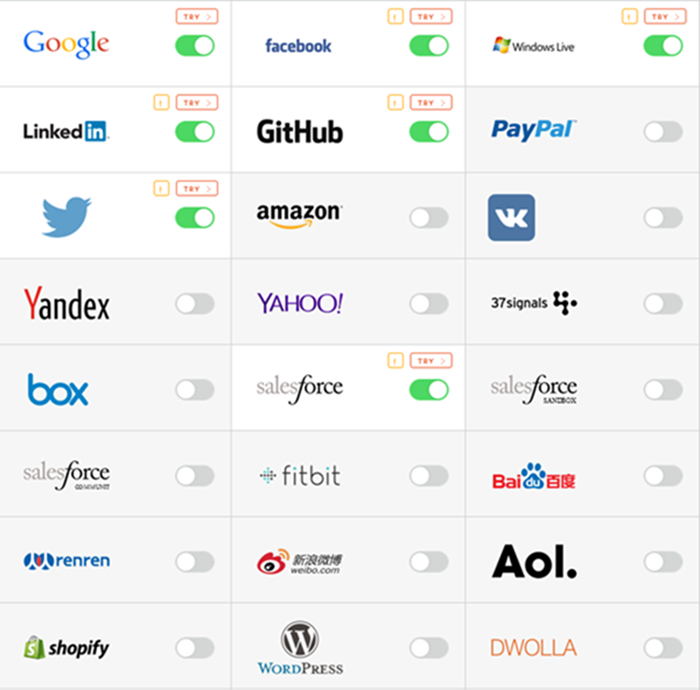 TRY >
Google
! TRY >
facebook
! TRY >
Windows Live
! TRY >
LinkedIn
! TRY >
GitHub
PayPal
! TRY >
amazon
VK
Yandex
YAHOO!
37signals
box
! TRY >
salesforce
salesforce
SANDBOX
salesforce
COMMUNITY
fitbit
Bai du 百度
renren
新浪微博
weibo.com
Aol.
S shopify
W
WORDPRESS
DWOLLA